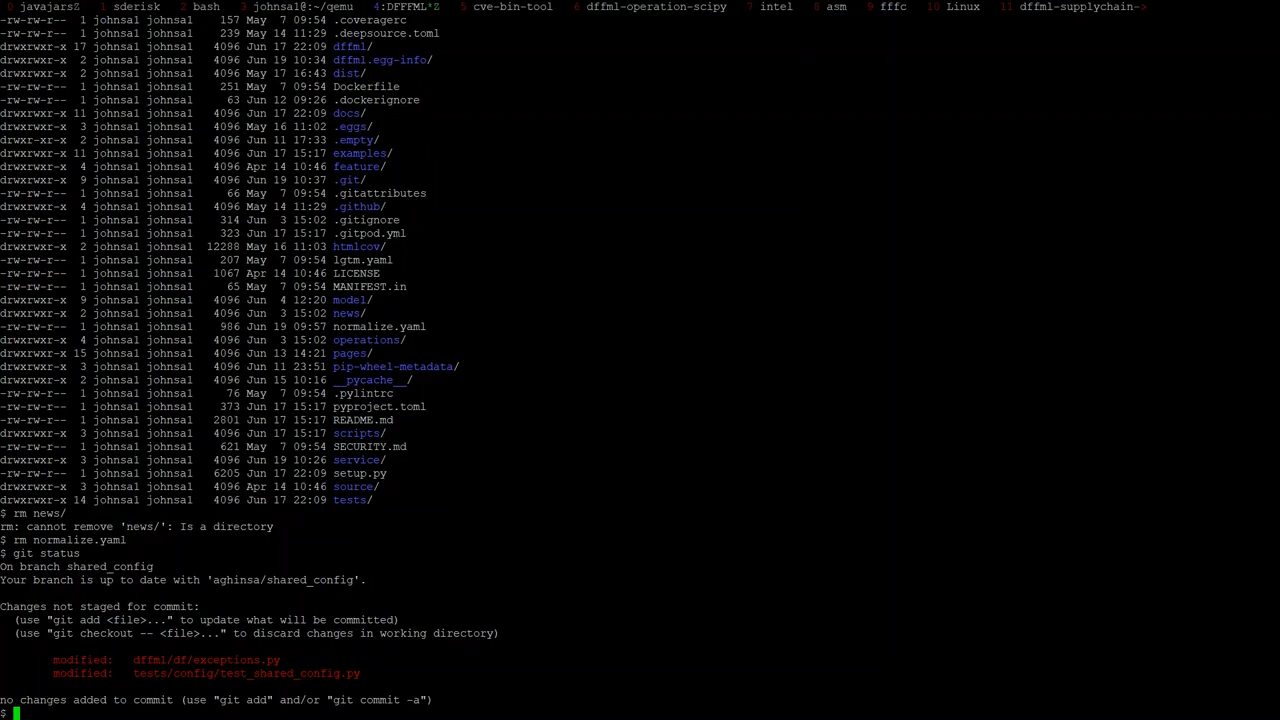 0 javajarsZ  1 sderisk  2 bash  3 johnsal@:~/qemu  4:DFFFML*Z  5 cve-bin-tool  6 dffml-operation-scipy  7 intel  8 asm  9 fffc  10 Linux  11 dffml-supplychain->
-rw-rw-r--  1 johnsal johnsal   157 May  7 09:54 .coveragerc
-rw-rw-r--  1 johnsal johnsal   239 May 14 11:29 .deepsource.toml
drwxrwxr-x 17 johnsal johnsal  4096 Jun 17 22:09 dffml/
drwxrwxr-x  2 johnsal johnsal  4096 Jun 19 10:34 dffml.egg-info/
drwxrwxr-x  2 johnsal johnsal  4096 May 17 16:43 dist/
-rw-rw-r--  1 johnsal johnsal   251 May  7 09:54 Dockerfile
-rw-rw-r--  1 johnsal johnsal    63 Jun 12 09:26 .dockerignore
drwxrwxr-x 11 johnsal johnsal  4096 Jun 17 22:09 docs/
drwxrwxr-x  3 johnsal johnsal  4096 May 16 11:02 .eggs/
drwxr-xr-x  2 johnsal johnsal  4096 Jun 11 17:33 .empty/
drwxrwxr-x 11 johnsal johnsal  4096 Jun 17 15:17 examples/
drwxrwxr-x  4 johnsal johnsal  4096 Apr 14 10:46 feature/
drwxrwxr-x  9 johnsal johnsal  4096 Jun 19 10:37 .git/
-rw-rw-r--  1 johnsal johnsal    66 May  7 09:54 .gitattributes
drwxrwxr-x  4 johnsal johnsal  4096 May 14 11:29 .github/
-rw-rw-r--  1 johnsal johnsal   314 Jun  3 15:02 .gitignore
-rw-rw-r--  1 johnsal johnsal   323 Jun 17 15:17 .gitpod.yml
drwxrwxr-x  2 johnsal johnsal 12288 May 16 11:03 htmlcov/
-rw-rw-r--  1 johnsal johnsal   207 May  7 09:54 lgtm.yaml
-rw-rw-r--  1 johnsal johnsal  1067 Apr 14 10:46 LICENSE
-rw-rw-r--  1 johnsal johnsal    65 May  7 09:54 MANIFEST.in
drwxrwxr-x  9 johnsal johnsal  4096 Jun  4 12:20 model/
drwxrwxr-x  2 johnsal johnsal  4096 Jun  3 15:02 news/
-rw-rw-r--  1 johnsal johnsal   986 Jun 19 09:57 normalize.yaml
drwxrwxr-x  4 johnsal johnsal  4096 Jun  3 15:02 operations/
drwxrwxr-x 15 johnsal johnsal  4096 Jun 13 14:21 pages/
drwxrwxr-x  3 johnsal johnsal  4096 Jun 11 23:51 pip-wheel-metadata/
drwxrwxr-x  2 johnsal johnsal  4096 Jun 15 10:16 __pycache__/
-rw-rw-r--  1 johnsal johnsal    76 May  7 09:54 .pylintrc
-rw-rw-r--  1 johnsal johnsal   373 Jun 17 15:17 pyproject.toml
-rw-rw-r--  1 johnsal johnsal  2801 Jun 17 15:17 README.md
drwxrwxr-x  3 johnsal johnsal  4096 Jun 17 15:17 scripts/
-rw-rw-r--  1 johnsal johnsal   621 May  7 09:54 SECURITY.md
drwxrwxr-x  3 johnsal johnsal  4096 Jun 19 10:26 service/
-rw-rw-r--  1 johnsal johnsal  6205 Jun 17 22:09 setup.py
drwxrwxr-x  3 johnsal johnsal  4096 Apr 14 10:46 source/
drwxrwxr-x 14 johnsal johnsal  4096 Jun 17 22:09 tests/
$ rm news/
rm: cannot remove 'news/': Is a directory
$ rm normalize.yaml
$ git status
On branch shared_config
Your branch is up to date with 'aghinsa/shared_config'.
Changes not staged for commit:
  (use "git add <file>..." to update what will be committed)
  (use "git checkout -- <file>..." to discard changes in working directory)
        modified:   dffml/df/exceptions.py
        modified:   tests/config/test_shared_config.py
no changes added to commit (use "git add" and/or "git commit -a")
$